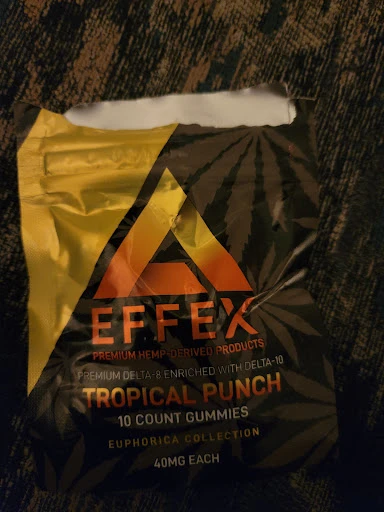 EFFEX
PREMIUM HEMP-DERIVED PRODUCTS
PREMIUM DELTA-8 ENRICHED WITH DELTA-10
TROPICAL PUNCH
10 COUNT GUMMIES
EUPHORICA COLLECTION
40MG EACH